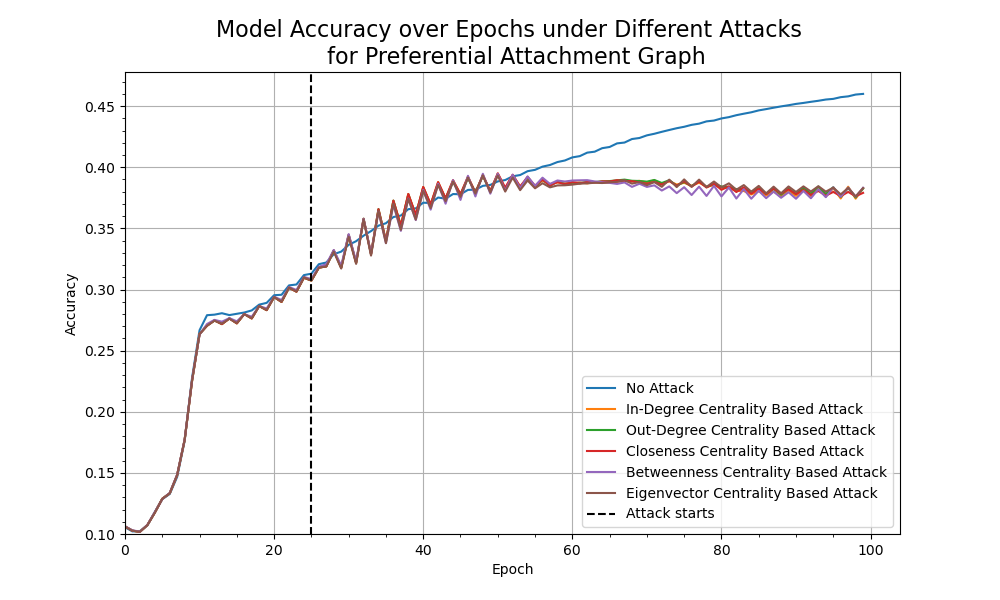 Model Accuracy over Epochs under Different Attacks
for Preferential Attachment Graph
Accuracy
0.45
0.40
0.35
0.30
0.25
0.20
0.15
0.10
No Attack
In-Degree Centrality Based Attack
Out-Degree Centrality Based Attack
Closeness Centrality Based Attack
Betweenness Centrality Based Attack
Eigenvector Centrality Based Attack
Attack starts
0 20 40 60 80 100
Epoch